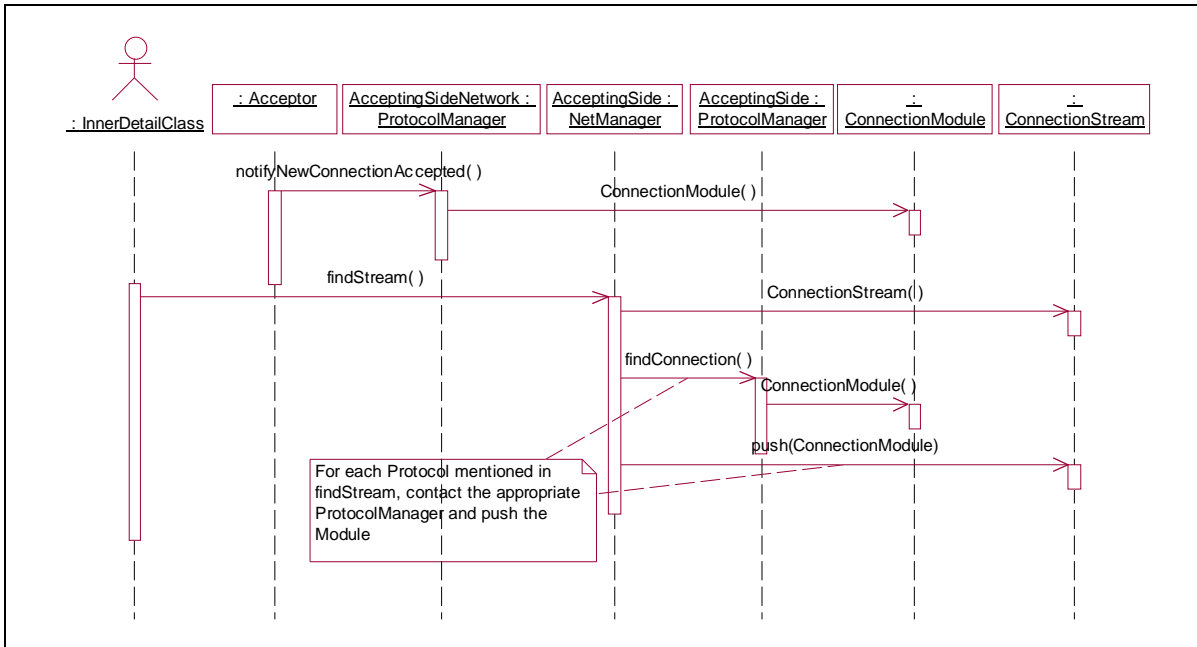 : InnerDetailClass
: Acceptor
AcceptingSideNetwork :
ProtocolManager
AcceptingSide :
NetManager
AcceptingSide :
ProtocolManager
:
ConnectionModule
:
ConnectionStream
notifyNewConnectionAccepted( )
ConnectionModule( )
findStream( )
ConnectionStream( )
findConnection( )
ConnectionModule( )
push(ConnectionModule)
For each Protocol mentioned in
findStream, contact the appropriate
ProtocolManager and push the
Module